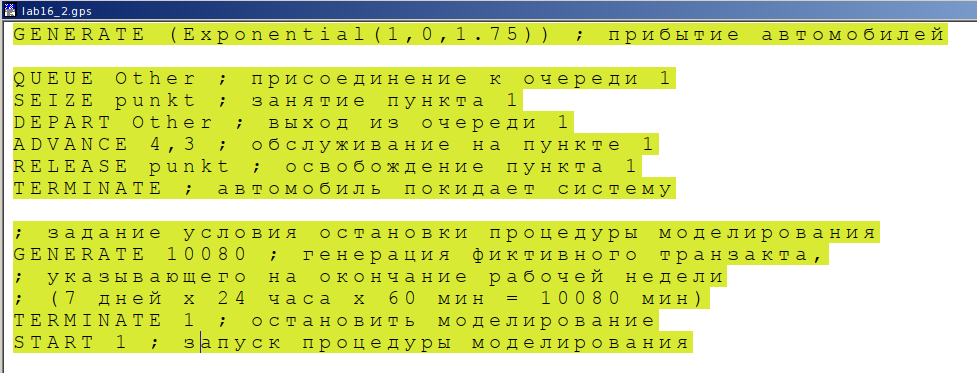 lab16_2.gps
GENERATE (Exponential(1,0,1.75)) ; прибытие автомобилей
QUEUE Other ; присоединение к очереди 1
SEIZE punkt ; занятие пункта 1
DEPART Other ; выход из очереди 1
ADVANCE 4,3 ; обслуживание на пункте 1
RELEASE punkt ; освобождение пункта 1
TERMINATE ; автомобиль покидает систему
; задание условия остановки процедуры моделирования
GENERATE 10080 ; генерация фиктивного транзакта,
; указывающего на окончание рабочей недели
; (7 дней x 24 часа x 60 мин = 10080 мин)
TERMINATE 1 ; остановить моделирование
START 1 ; запуск процедуры моделирования